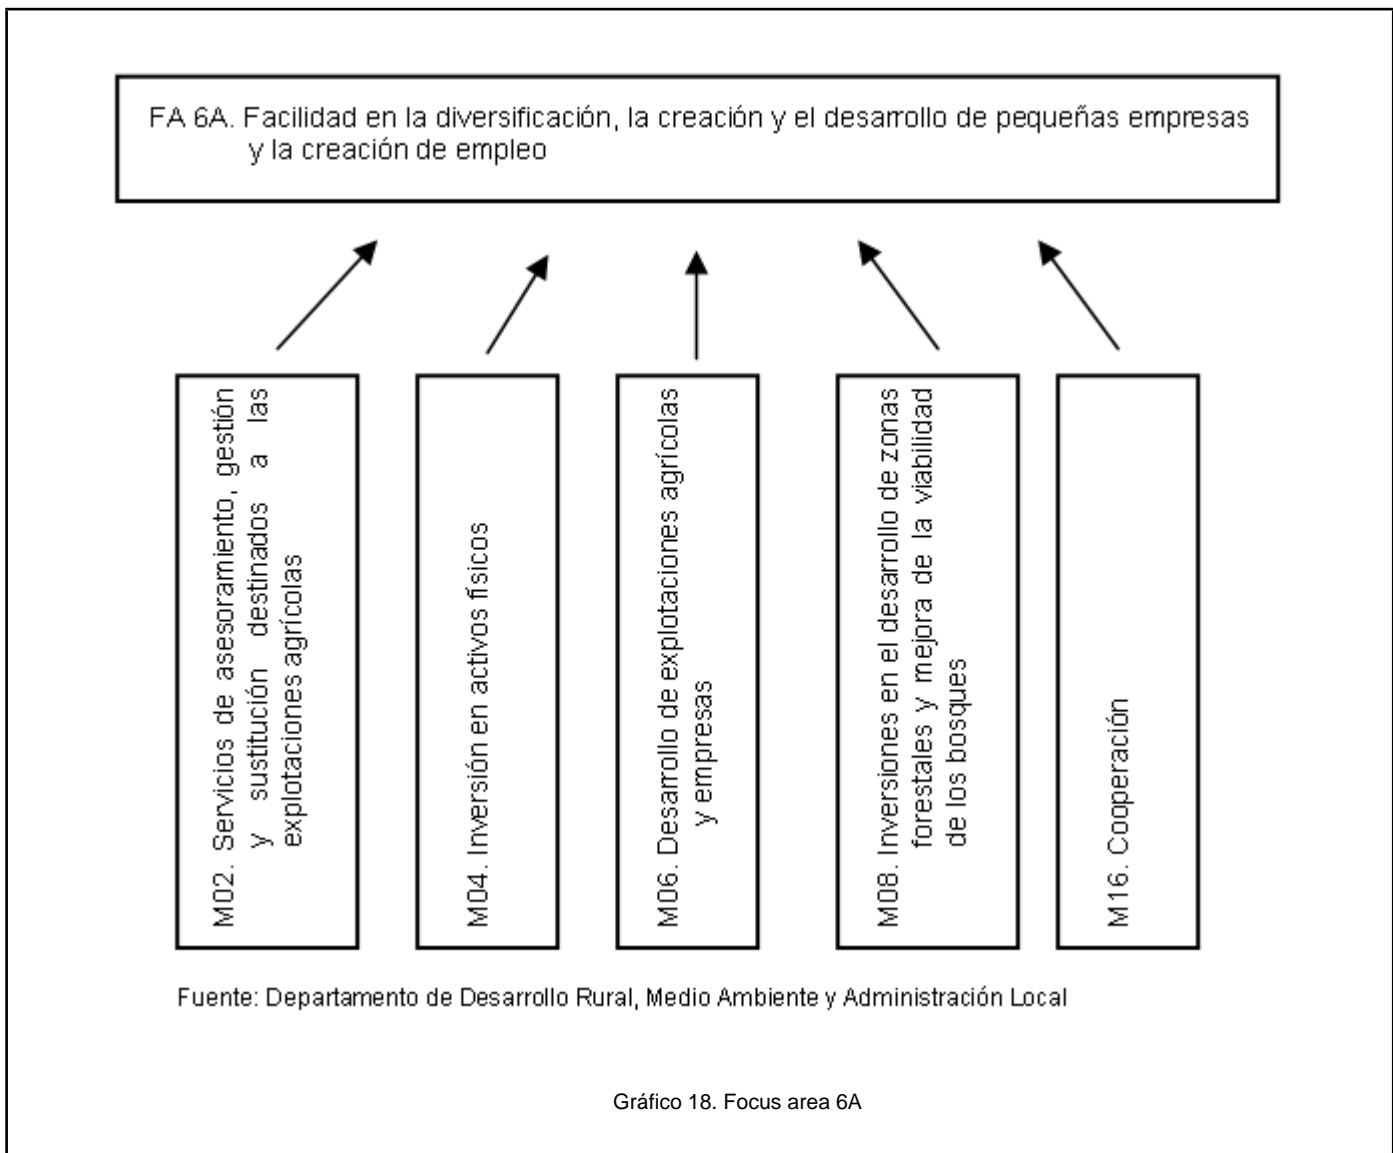 FA 6A. Facilidad en la diversificación, la creación y el desarrollo de pequeñas empresas
y la creación de empleo
M02. Servicios de asesoramiento, gestión
y sustitución destinados a las
explotaciones agrícolas
M04. Inversión en activos físicos
M06. Desarrollo de explotaciones agrícolas
y empresas
M08. Inversiones en el desarrollo de zonas
forestales y mejora de la viabilidad
de los bosques
M16. Cooperación
Fuente: Departamento de Desarrollo Rural, Medio Ambiente y Administración Local
Gráfico 18. Focus area 6A